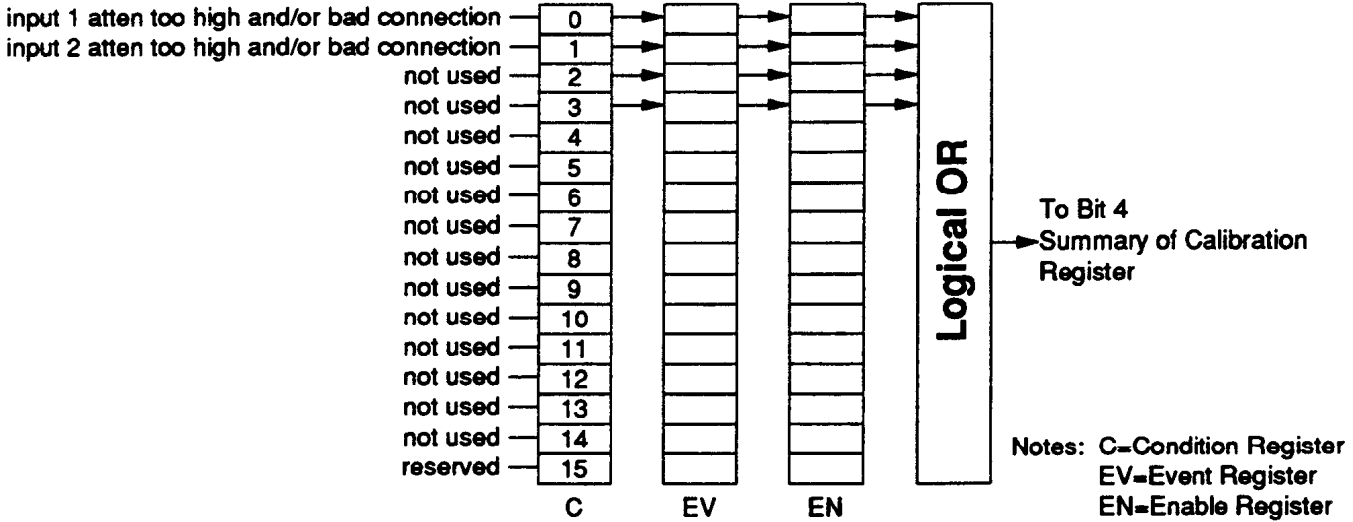 input 1 atten too high and/or bad connection 0
input 2 atten too high and/or bad connection 1
not used 2
not used 3
not used 4
not used 5
not used 6
not used 7
not used 8
not used 9
not used 10
not used 11
not used 12
not used 13
not used 14
reserved 15
C EV EN
Logical OR
To Bit 4
Summary of Calibration
Register
Notes: C=Condition Register
EV=Event Register
EN=Enable Register